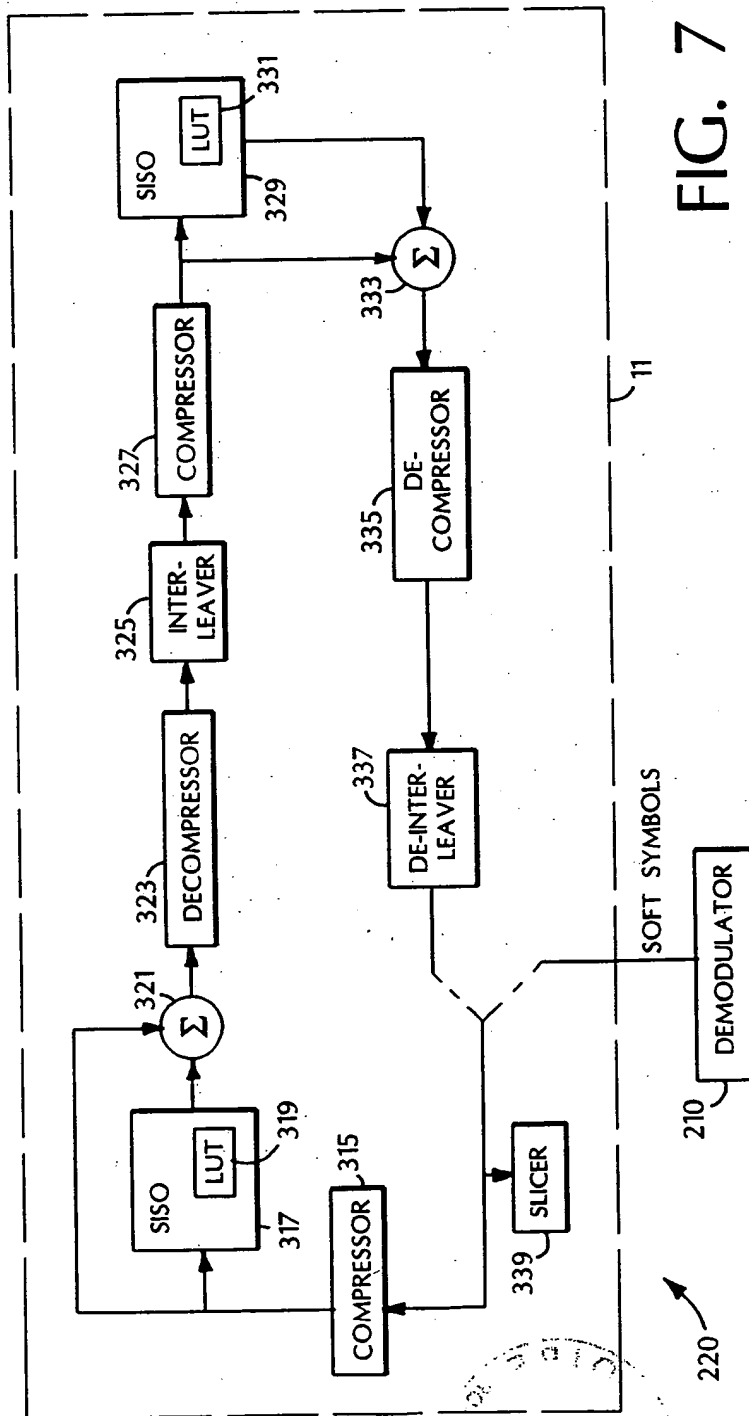 331
LUT
SISO
329
Σ
333
COMPRESSOR
327
DE-
COMPRESSOR
335
INTER-
LEAVER
325
DECOMPRESSOR
323
DE-INTER-
LEAVER
337
Σ
321
LUT
319
SISO
317
COMPRESSOR
315
SLICER
339
11
SOFT SYMBOLS
DEMODULATOR
210
220
FIG. 7